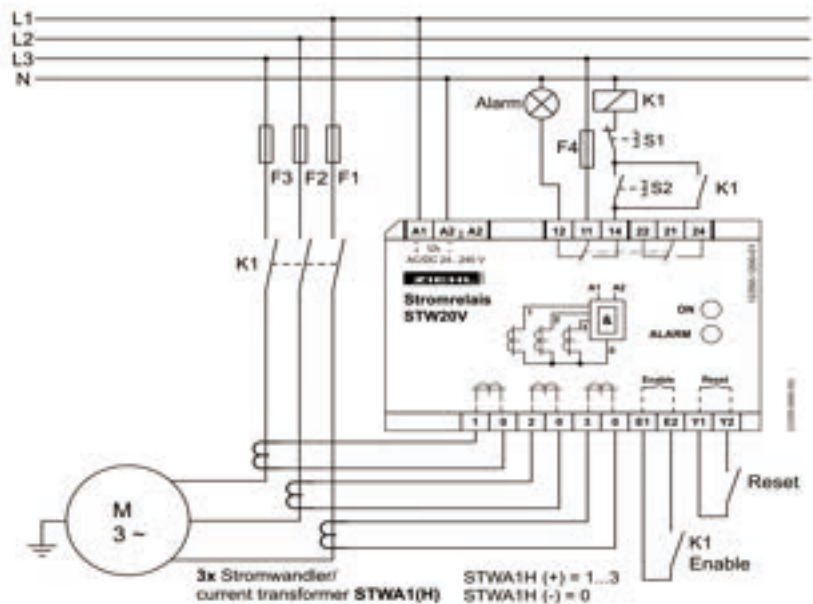 L1
L2
L3
N
Alarm
K1
S1
F4
S2
K1
F3 F2 F1
K1
A1 A2 A2 12 11 14 22 21 24
AC/DC 24- 240 V
ZIEHL
Stromrelais
STW20V
A1 A2
&
ON
ALARM
Enable Reset
1 0 2 0 3 0 E1 E2 Y1 Y2
M
3 ~
Reset
K1
Enable
3x Stromwandler/
current transformer STWA1(H)
STWA1H (+) = 1...3
STWA1H (-) = 0